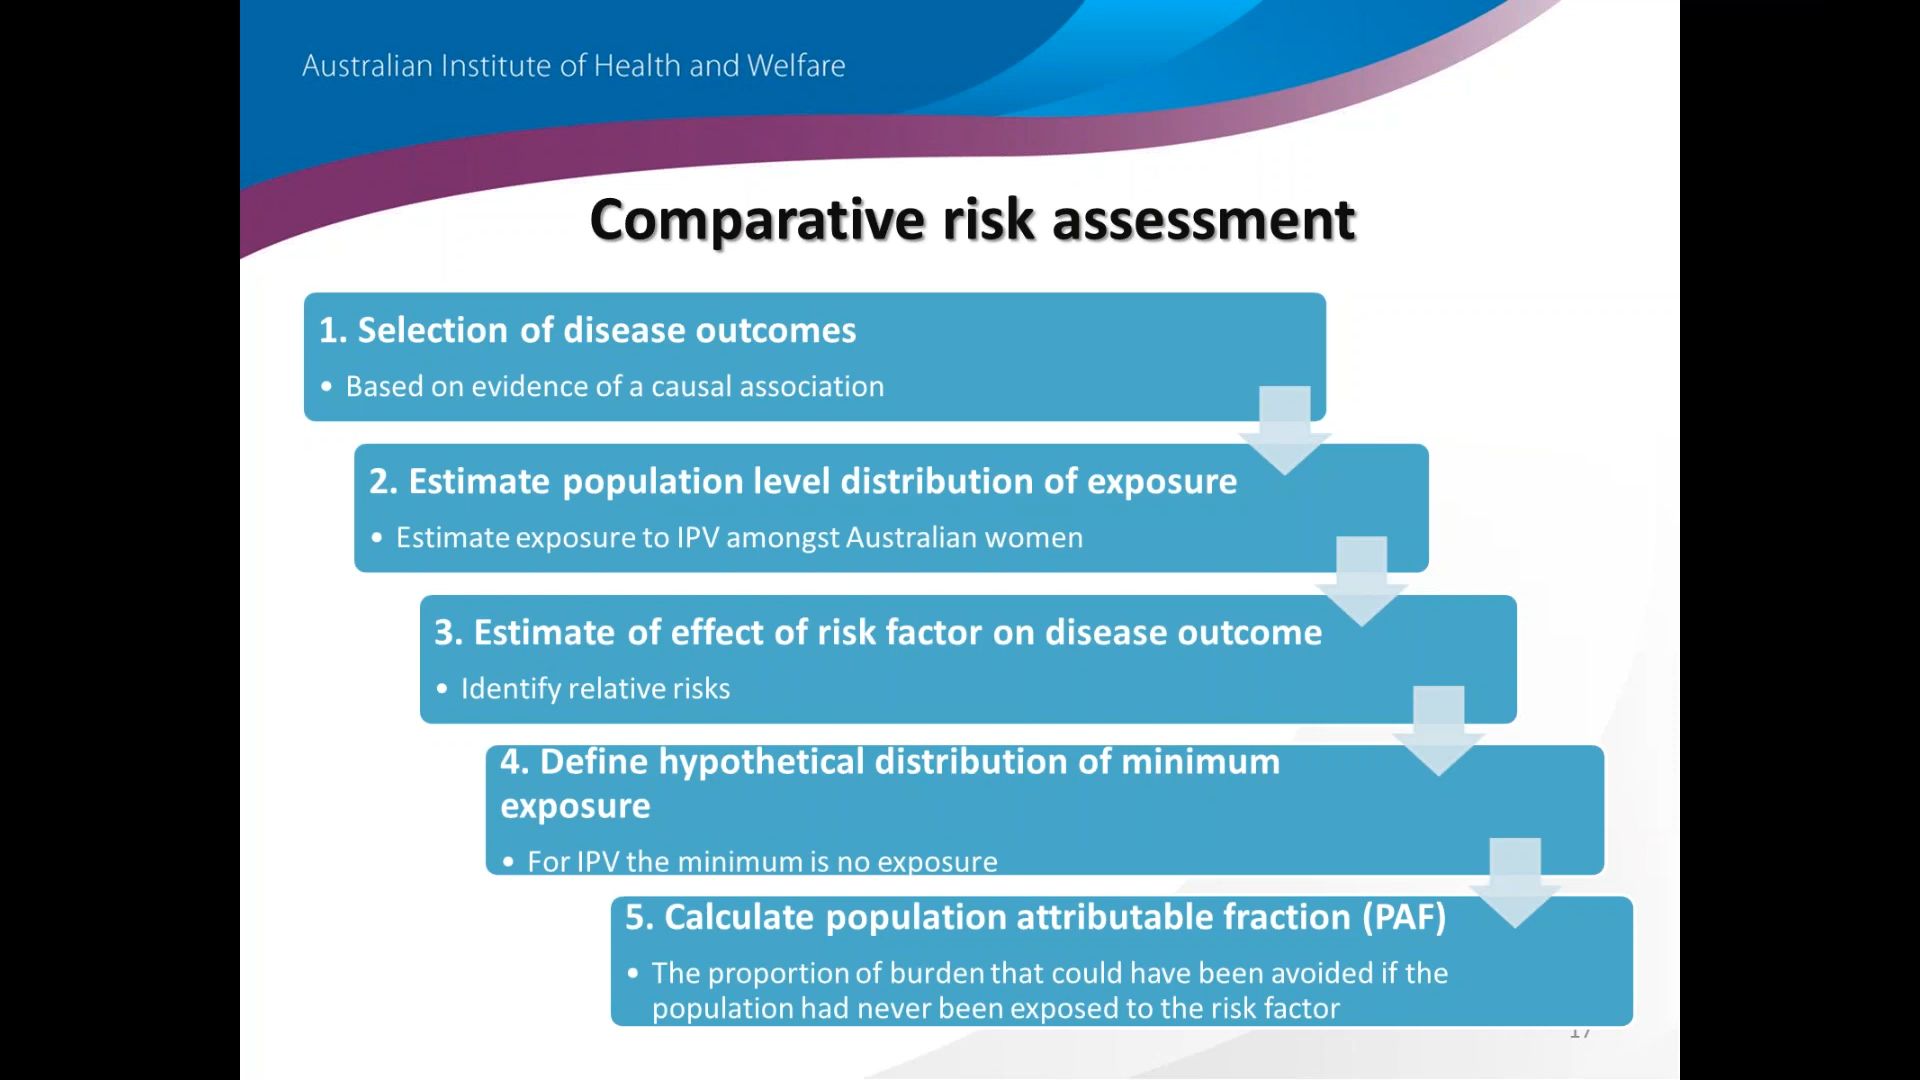 Australian Institute of Health and Welfare
Comparative risk assessment
1. Selection of disease outcomes
• Based on evidence of a causal association
2. Estimate population level distribution of exposure
• Estimate exposure to IPV amongst Australian women
3. Estimate of effect of risk factor on disease outcome
• Identify relative risks
4. Define hypothetical distribution of minimum
exposure
• For IPV the minimum is no exposure
5. Calculate population attributable fraction (PAF)
• The proportion of burden that could have been avoided if the
population had never been exposed to the risk factor
17